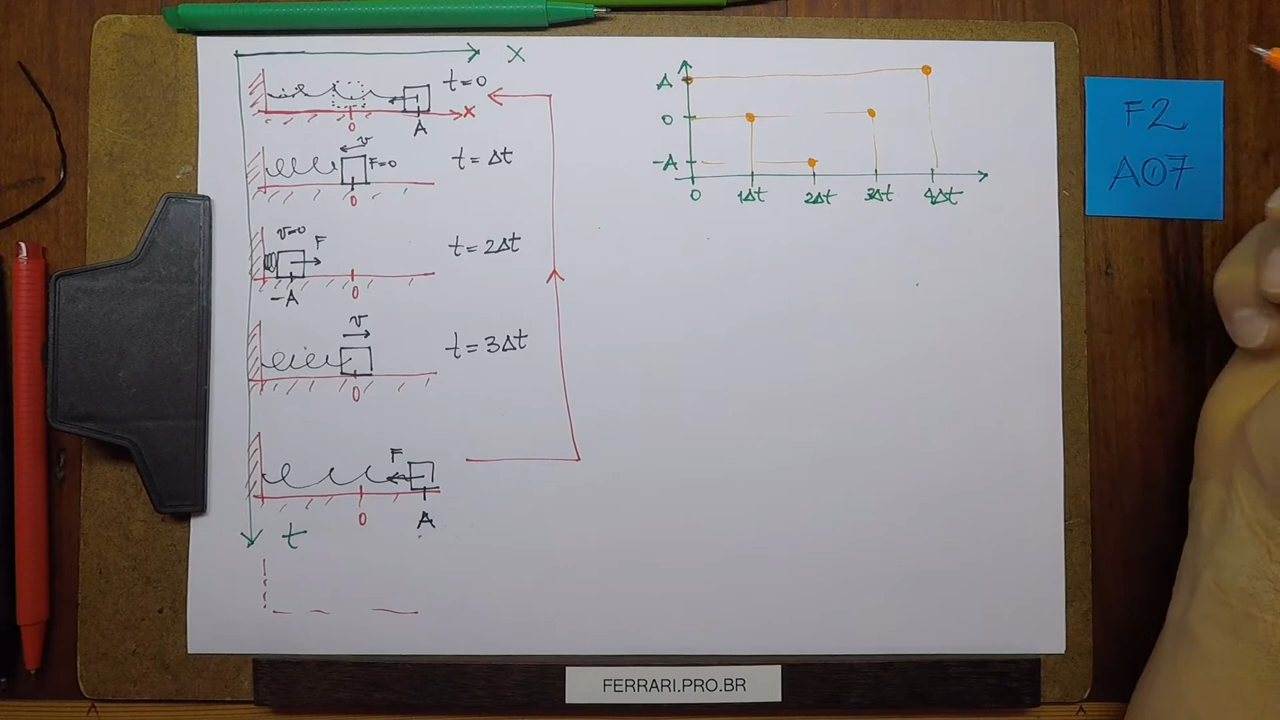 x
t=0
x
0
A
v
F=0
t=Δt
0
v=0
F
t=2Δt
-A
0
v
t=3Δt
0
F
0
A
t
A
0
-A
0 1Δt 2Δt 3Δt 4Δt
F2
A07
FERRARI.PRO.BR